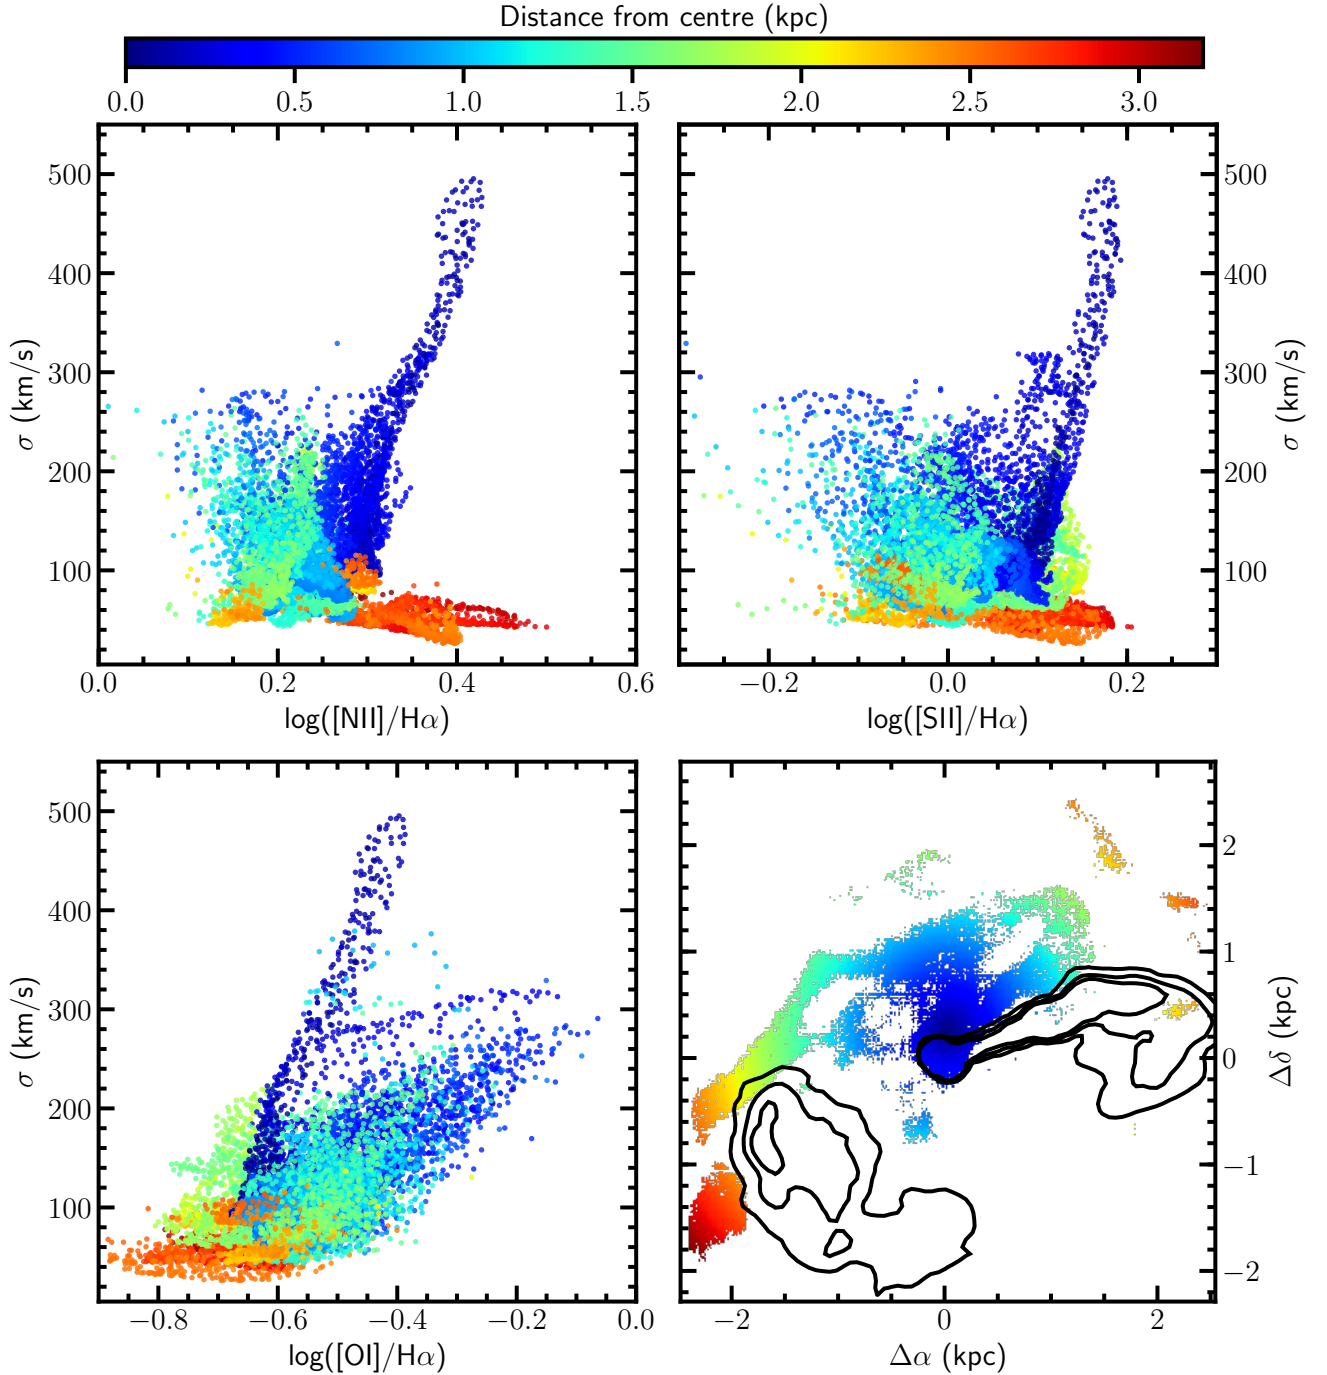 Distance from centre (kpc)
0.0 0.5 1.0 1.5 2.0 2.5 3.0
500 400 300 200 100
σ (km/s)
0.0 0.2 0.4 0.6
log([NII]/Hα)
500 400 300 200 100
σ (km/s)
−0.2 0.0 0.2
log([SII]/Hα)
500 400 300 200 100
σ (km/s)
−0.8 −0.6 −0.4 −0.2 0.0
log([OI]/Hα)
2 1 0 −1 −2
Δδ (kpc)
−2 0 2
Δα (kpc)